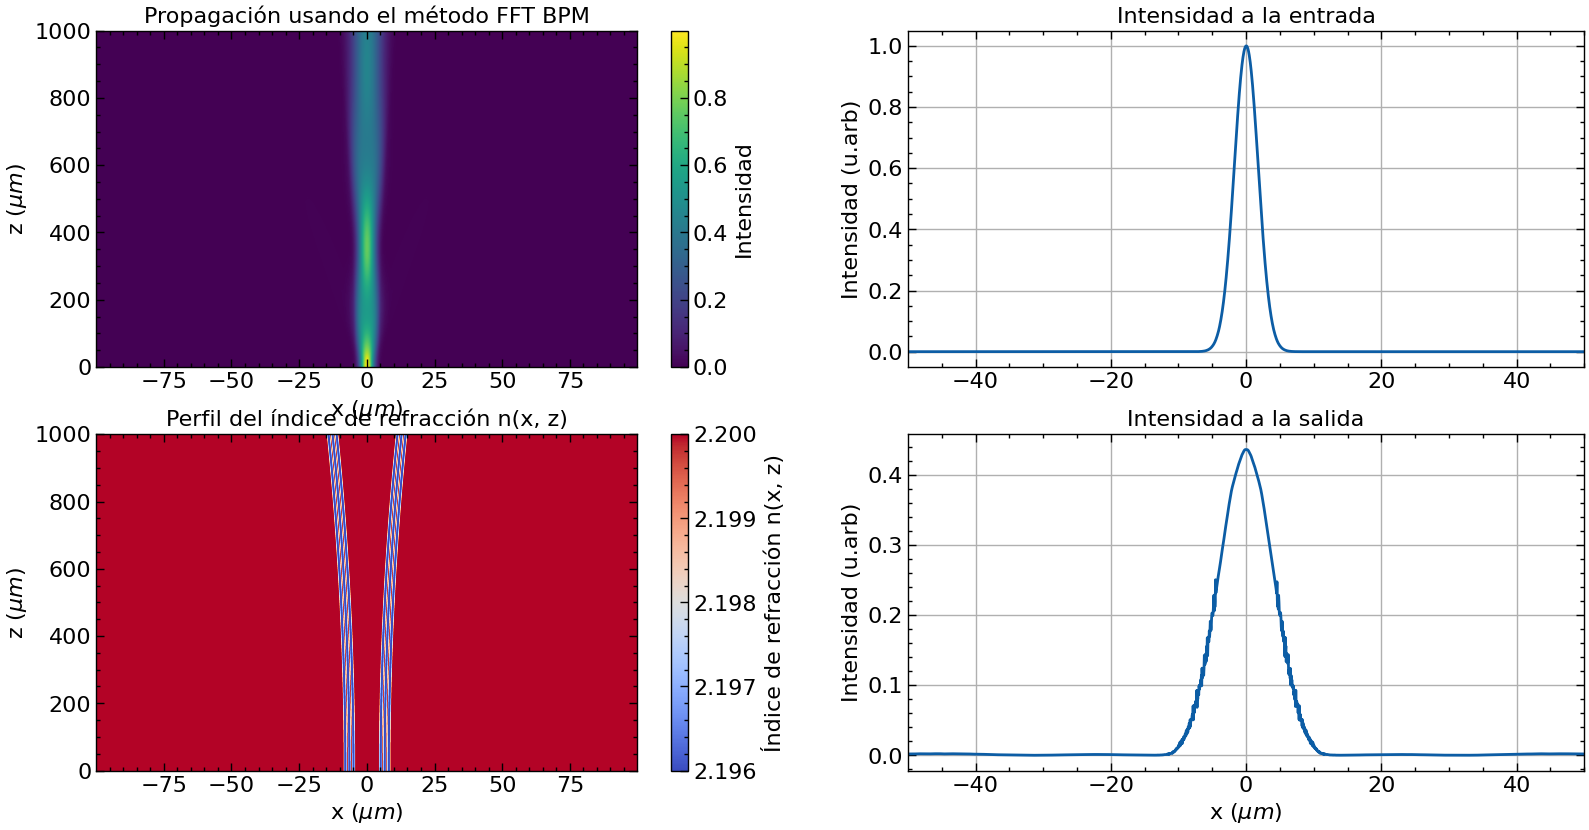 Propagación usando el método FFT BPM
1000
800
600
400
200
0
z (μm)
−75 −50 −25 0 25 50 75
x (μm)
0.8
0.6
0.4
0.2
0.0
Intensidad
Intensidad a la entrada
1.0
0.8
0.6
0.4
0.2
0.0
Intensidad (u.arb)
−40 −20 0 20 40
Perfil del índice de refracción n(x, z)
1000
800
600
400
200
0
z (μm)
−75 −50 −25 0 25 50 75
x (μm)
2.200
2.199
2.198
2.197
2.196
Índice de refracción n(x, z)
Intensidad a la salida
0.4
0.3
0.2
0.1
0.0
Intensidad (u.arb)
−40 −20 0 20 40
x (μm)